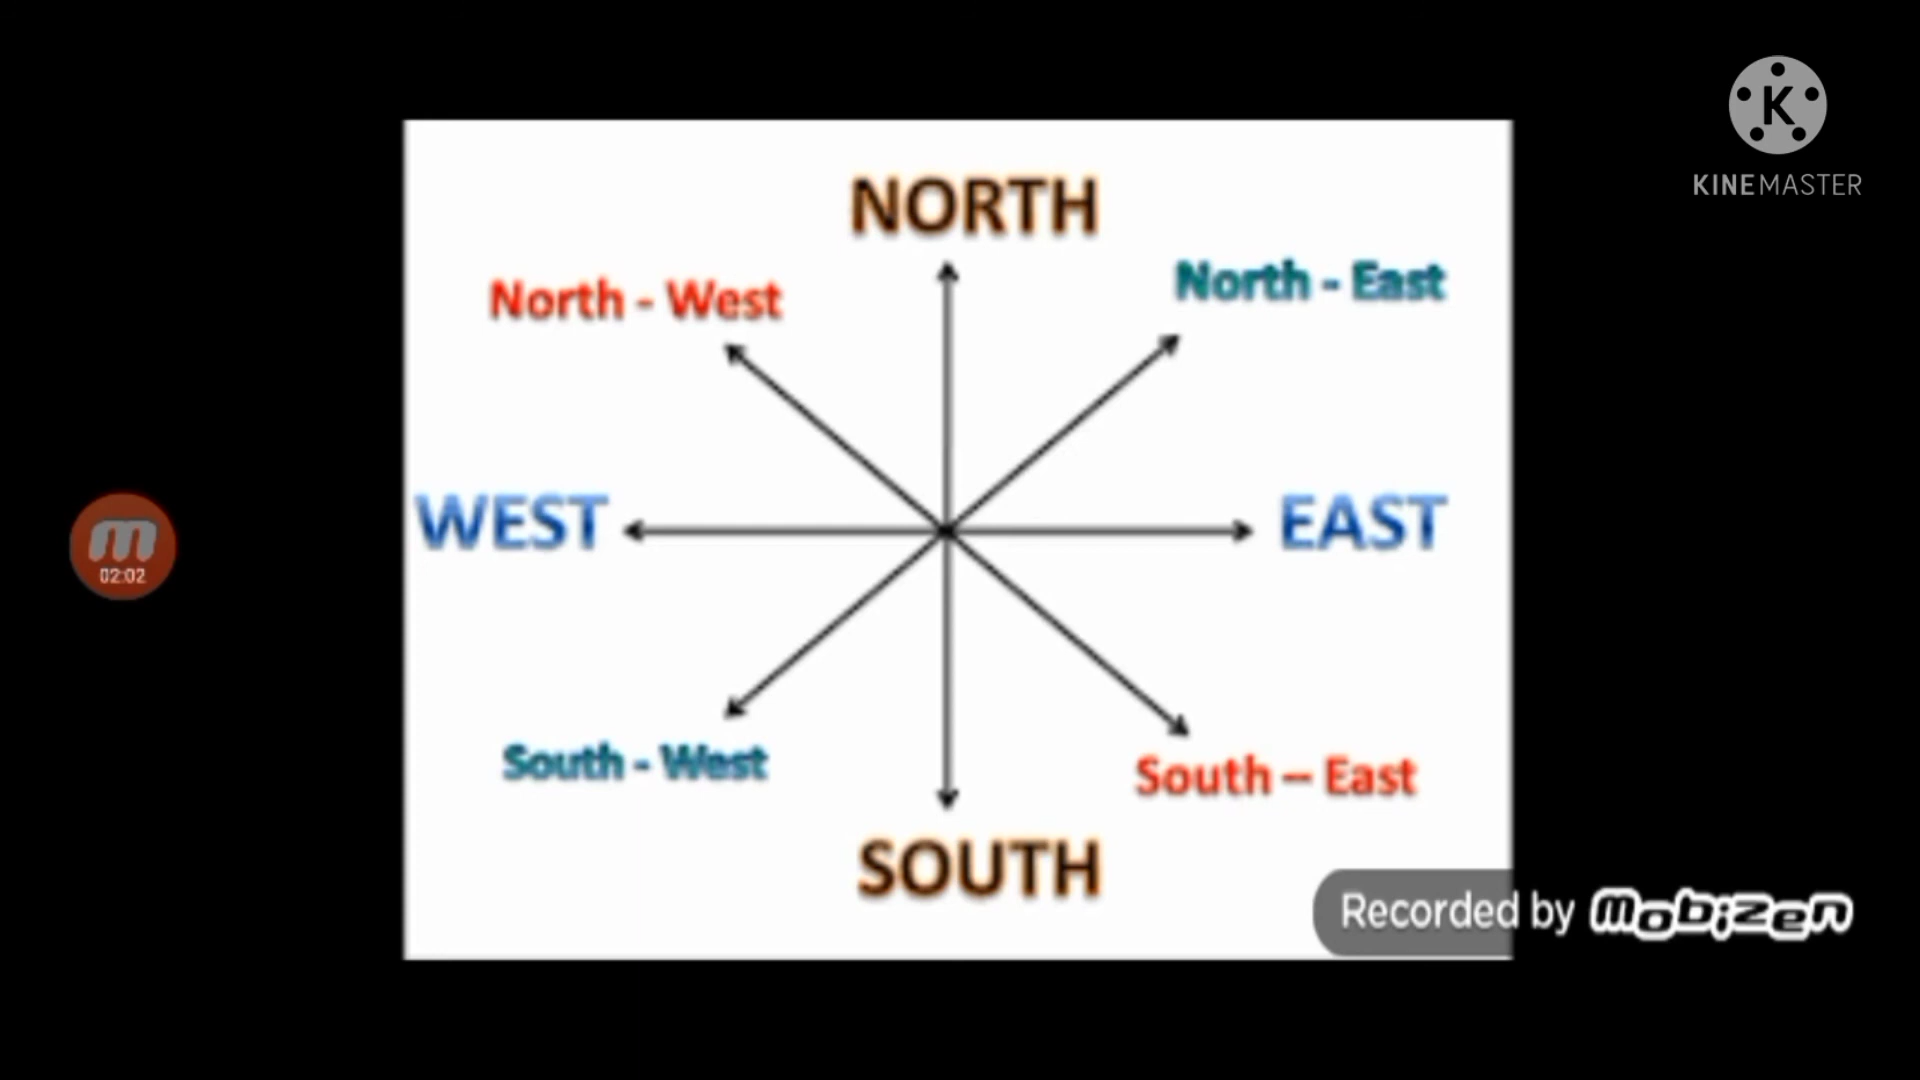 KINEMASTER
NORTH
North - West
North - East
WEST
EAST
02:02
South - West
South – East
SOUTH
Recorded by mobizen